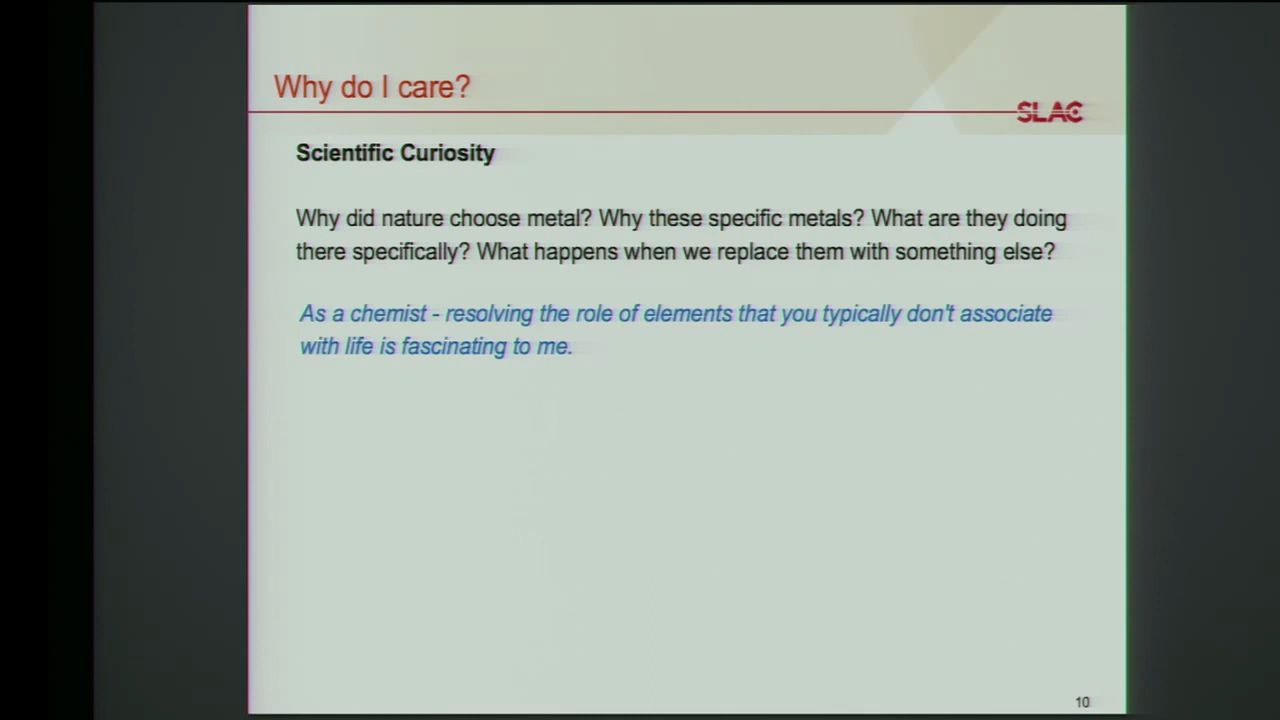 Why do I care?
SLAC
Scientific Curiosity
Why did nature choose metal? Why these specific metals? What are they doing
there specifically? What happens when we replace them with something else?
As a chemist - resolving the role of elements that you typically don't associate
with life is fascinating to me.
10